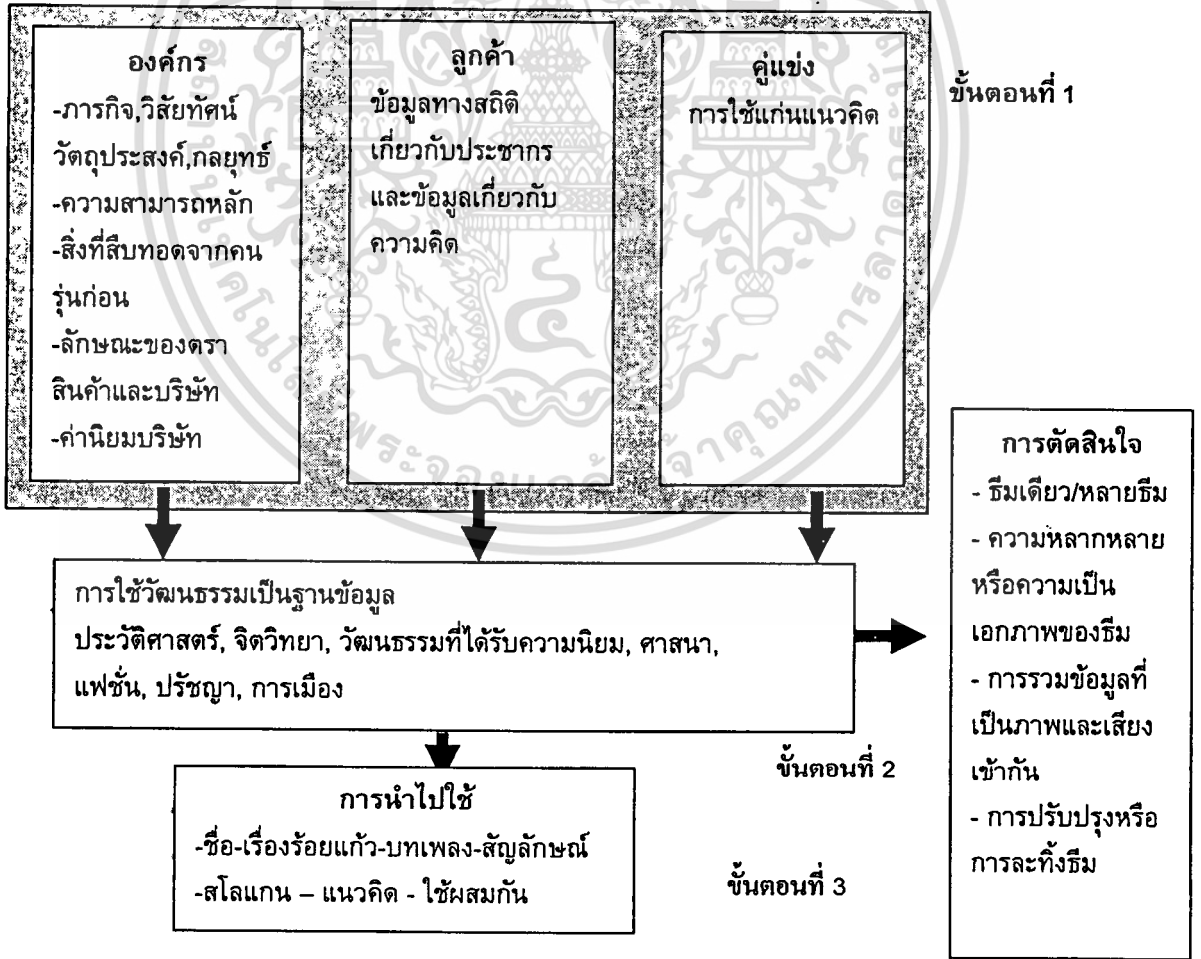 องค์กร
-ภารกิจ,วิสัยทัศน์
วัตถุประสงค์,กลยุทธ์
-ความสามารถหลัก
-สิ่งที่สืบทอดจากคน
รุ่นก่อน
-ลักษณะของตรา
สินค้าและบริษัท
-ค่านิยมบริษัท
ลูกค้า
ข้อมูลทางสถิติ
เกี่ยวกับประชากร
และข้อมูลเกี่ยวกับ
ความคิด
คู่แข่ง
การใช้แก่นแนวคิด
ขั้นตอนที่ 1
การใช้วัฒนธรรมเป็นฐานข้อมูล
ประวัติศาสตร์, จิตวิทยา, วัฒนธรรมที่ได้รับความนิยม, ศาสนา,
แฟชั่น, ปรัชญา, การเมือง
ขั้นตอนที่ 2
การตัดสินใจ
- ธีมเดียว/หลายธีม
- ความหลากหลาย
หรือความเป็น
เอกภาพของธีม
- การรวมข้อมูลที่
เป็นภาพและเสียง
เข้ากัน
- การปรับปรุงหรือ
การละทิ้งธีม
การนำไปใช้
-ชื่อ-เรื่องร้อยแก้ว-บทเพลง-สัญลักษณ์
-สโลแกน – แนวคิด - ใช้ผสมกัน
ขั้นตอนที่ 3